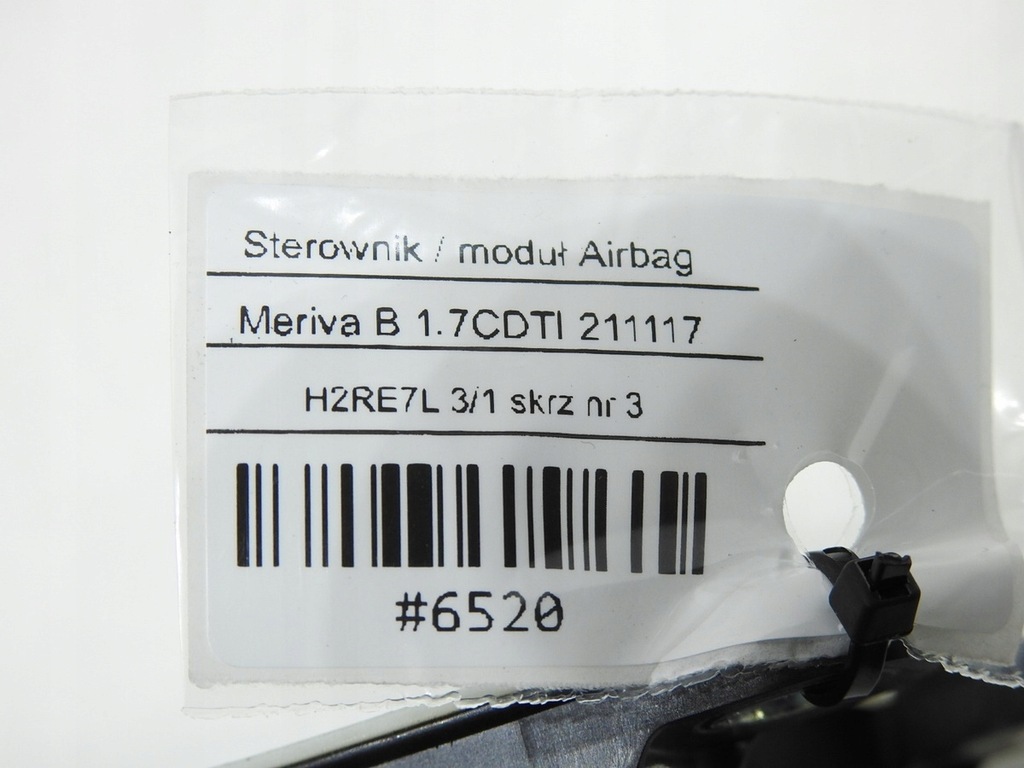 Sterownik / moduł Airbag
Meriva B 1.7CDTI 211117
H2RE7L 3/1 skrz nr 3
#6520